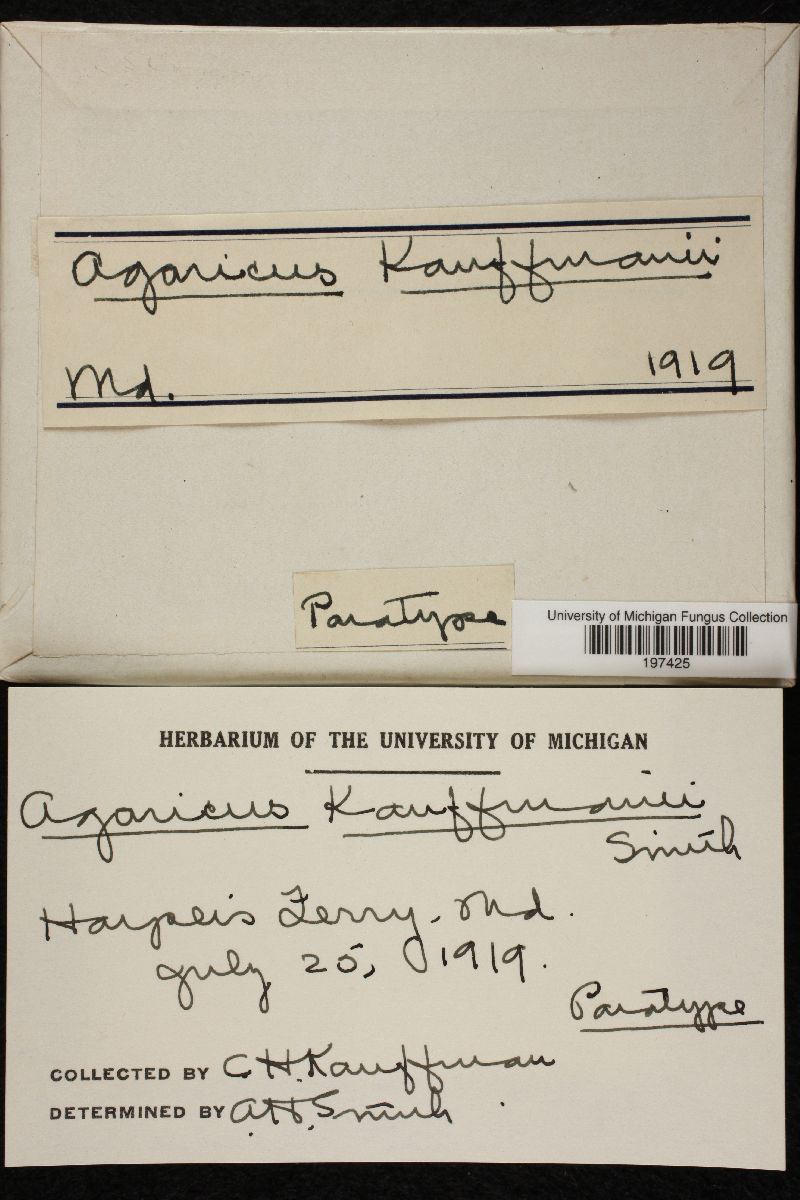 Agaricus Kauffmanii
Md. 1919
Paratype
University of Michigan Fungus Collection
197425
HERBARIUM OF THE UNIVERSITY OF MICHIGAN
Agaricus Kauffmanii
Smith
Harpers Ferry, Md.
July 25, 1919.
Paratype
COLLECTED BY C.H. Kauffman
DETERMINED BY A.H. Smith